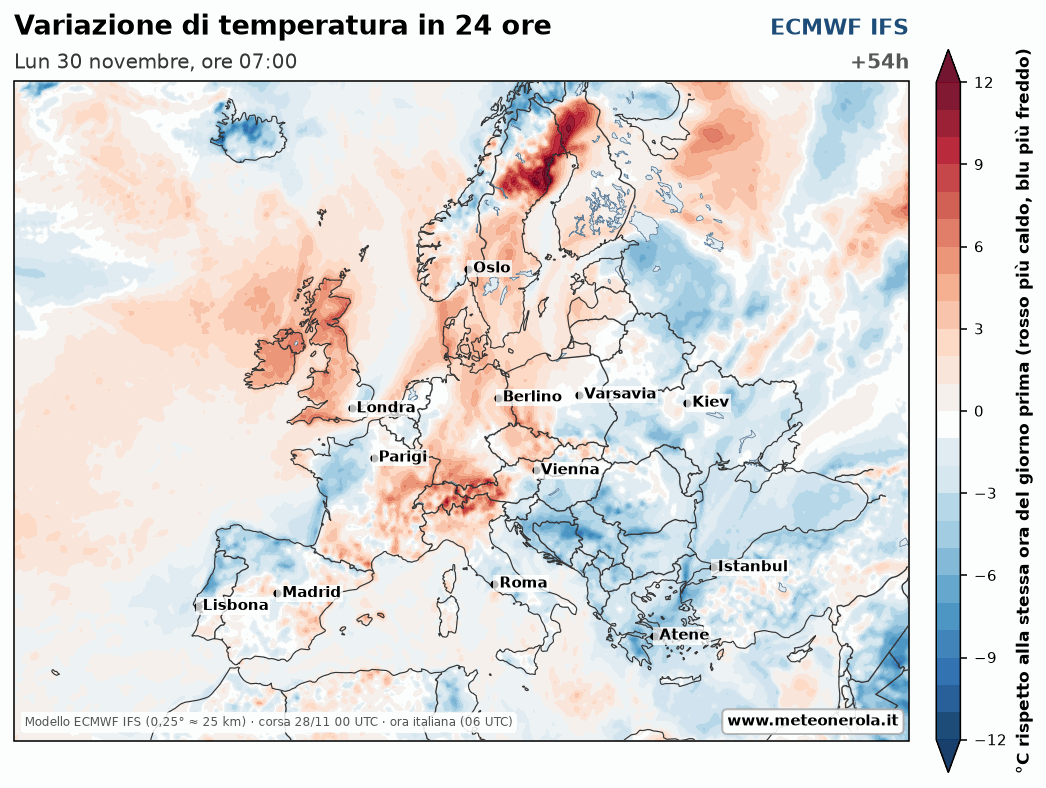 Variazione di temperatura in 24 ore
ECMWF IFS
Lun 30 novembre, ore 07:00
+54h
Oslo
Londra
Berlino
Varsavia
Kiev
Parigi
Vienna
Istanbul
Roma
Madrid
Lisbona
Atene
Modello ECMWF IFS (0,25° ≈ 25 km) · corsa 28/11 00 UTC · ora italiana (06 UTC)
www.meteonerola.it
12
9
6
3
0
−3
−6
−9
−12
°C rispetto alla stessa ora del giorno prima (rosso più caldo, blu più freddo)